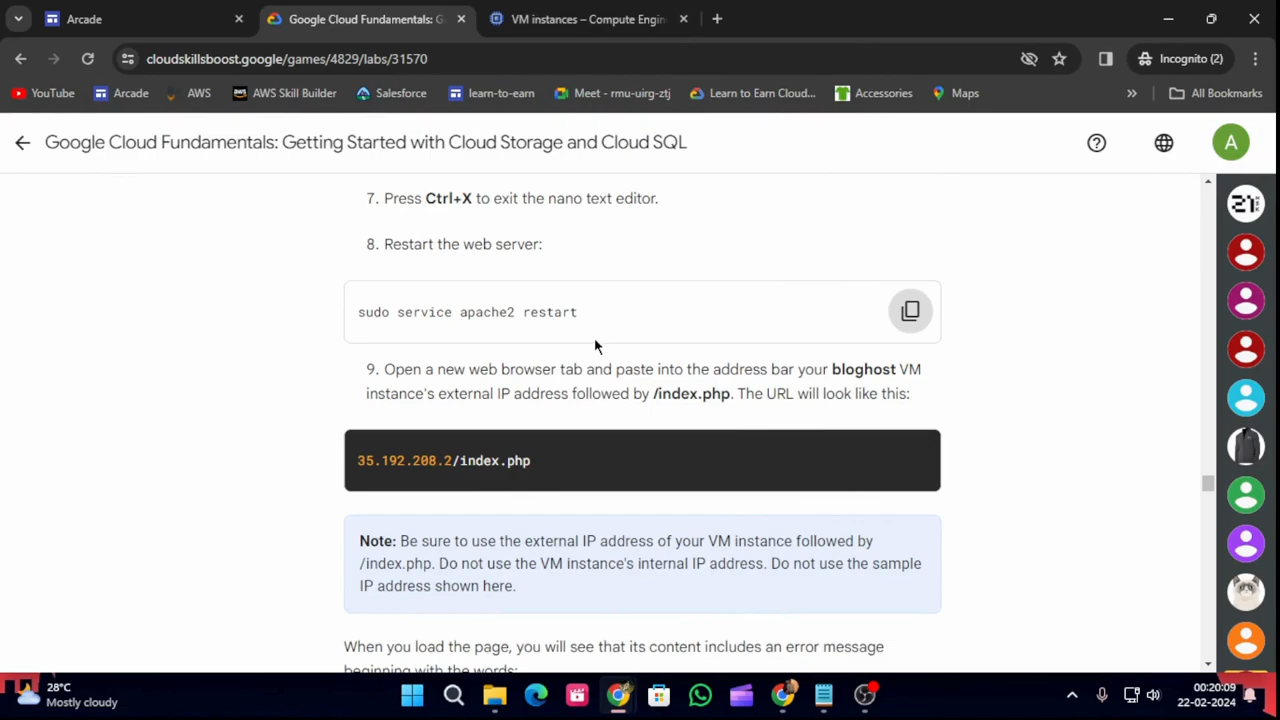 Arcade
Google Cloud Fundamentals: G
VM instances – Compute Engin
cloudskillsboost.google/games/4829/labs/31570
Incognito (2)
YouTube
Arcade
AWS
AWS Skill Builder
Salesforce
learn-to-earn
Meet - rmu-uirg-ztj
Learn to Earn Cloud...
Accessories
Maps
All Bookmarks
Google Cloud Fundamentals: Getting Started with Cloud Storage and Cloud SQL
A
7. Press Ctrl+X to exit the nano text editor.
8. Restart the web server:
sudo service apache2 restart
9. Open a new web browser tab and paste into the address bar your bloghost VM
instance's external IP address followed by /index.php. The URL will look like this:
35.192.208.2/index.php
Note: Be sure to use the external IP address of your VM instance followed by
/index.php. Do not use the VM instance's internal IP address. Do not use the sample
IP address shown here.
When you load the page, you will see that its content includes an error message
beginning with the words:
28°C
Mostly cloudy
00:20:09
22-02-2024